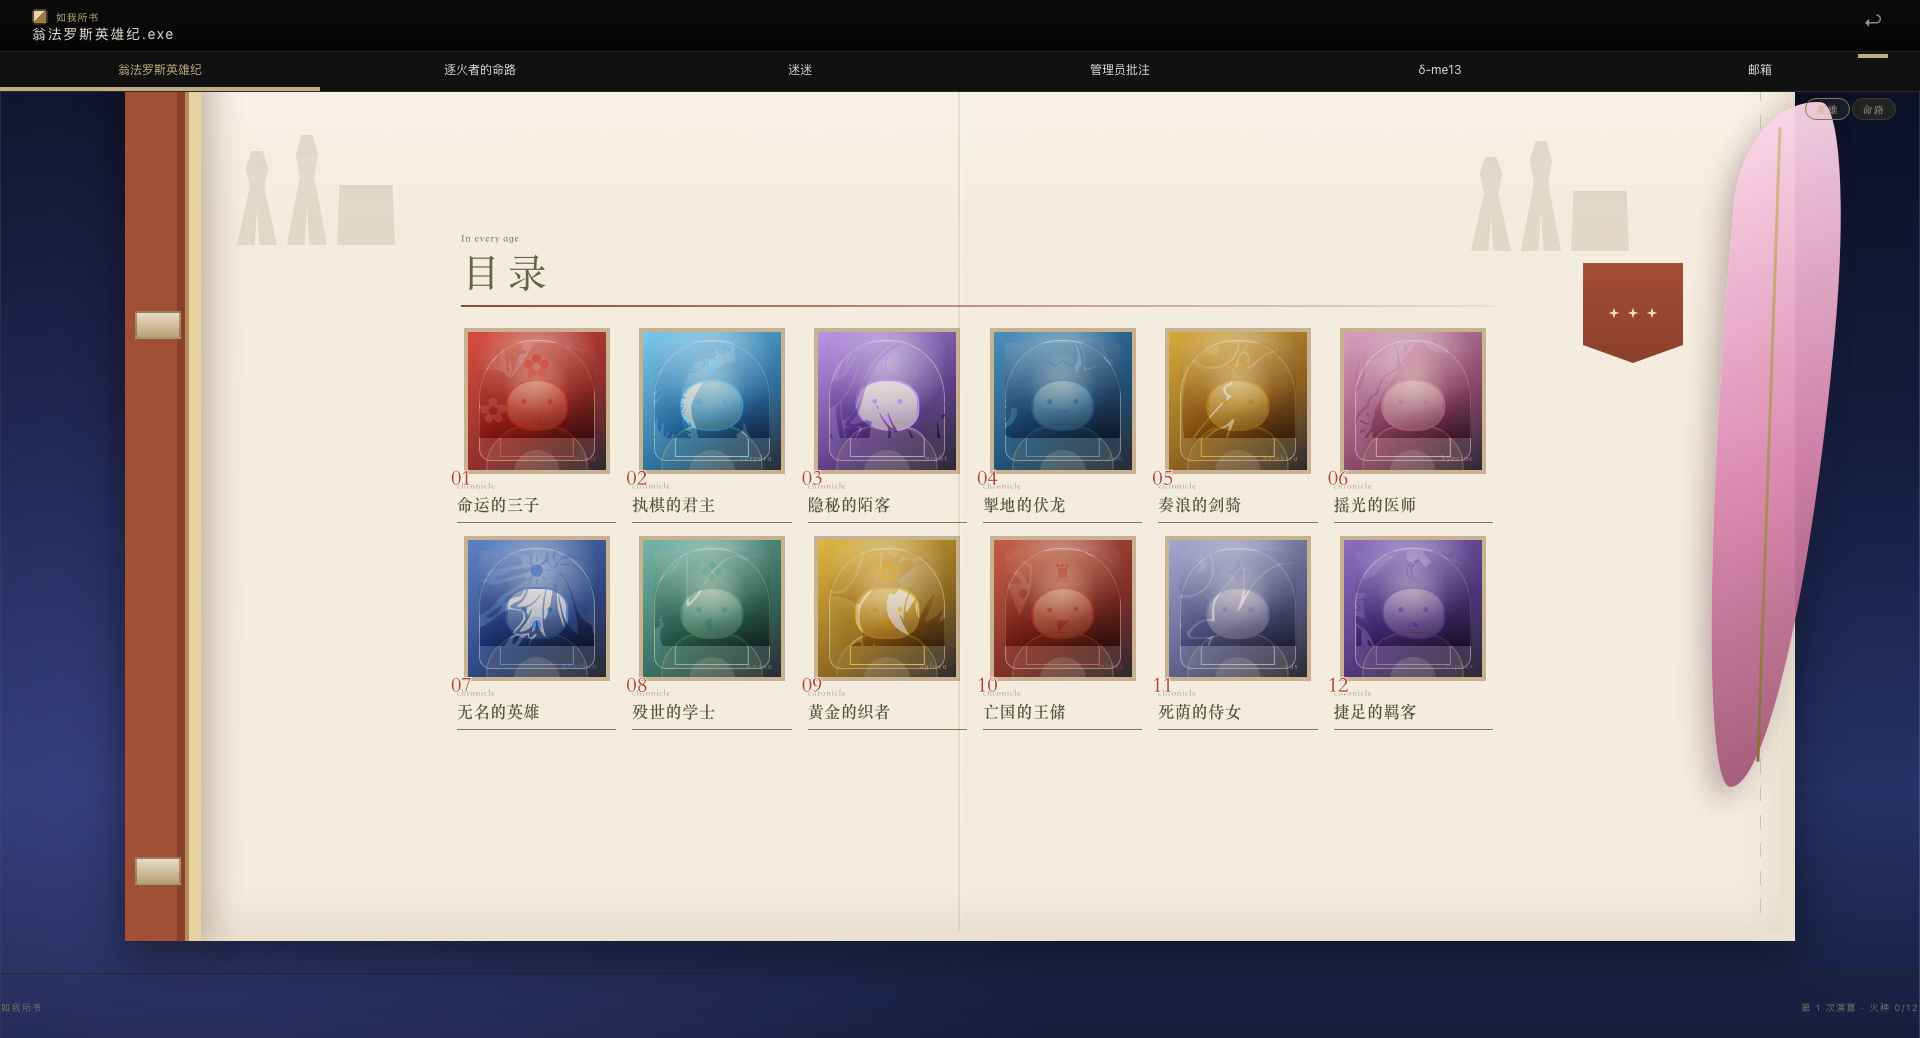 如我所书
翁法罗斯英雄纪.exe
翁法罗斯英雄纪
逐火者的命路
迷迷
管理员批注
δ-me13
邮箱
英雄
命路
In every age
目录
01
chronicle
命运的三子
02
chronicle
执棋的君主
03
chronicle
隐秘的陌客
04
chronicle
掣地的伏龙
05
chronicle
奏浪的剑骑
06
chronicle
摇光的医师
07
chronicle
无名的英雄
08
chronicle
殁世的学士
09
chronicle
黄金的织者
10
chronicle
亡国的王储
11
chronicle
死荫的侍女
12
chronicle
捷足的羁客
如我所书
第 1 次演算 · 火种 0/12